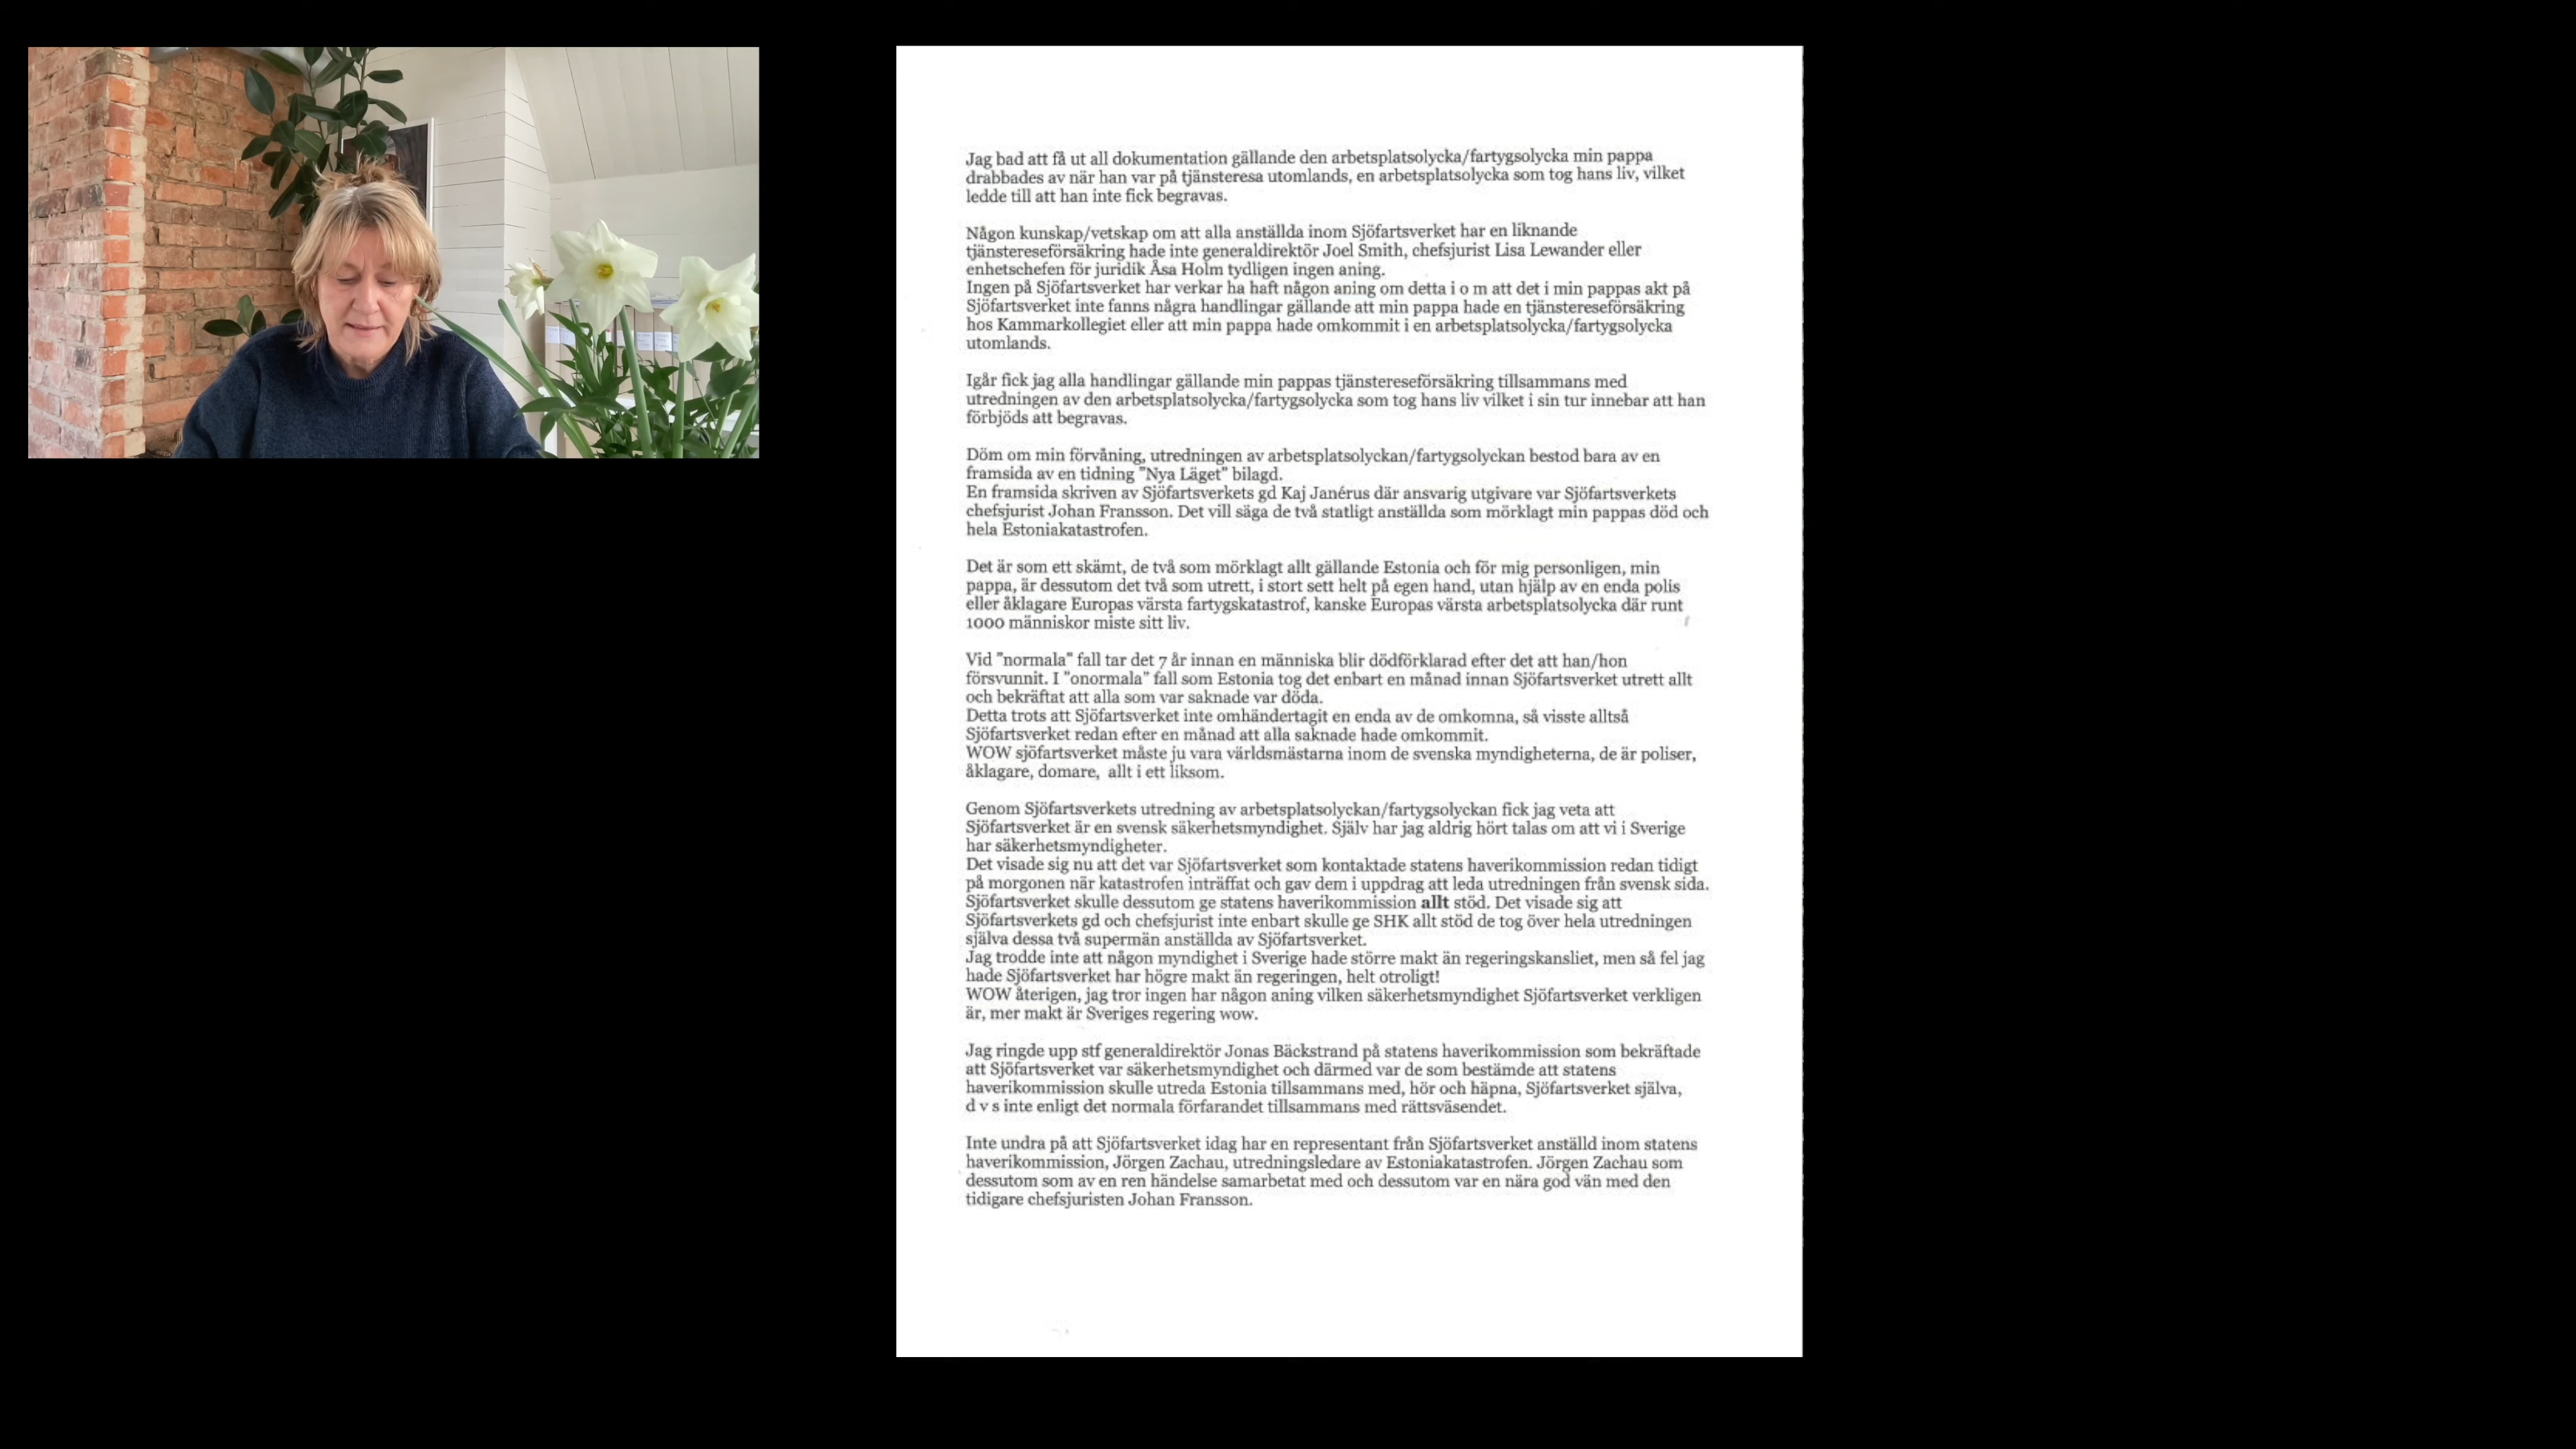 Jag bad att få ut all dokumentation gällande den arbetsplatsolycka/fartygsolycka min pappa
drabbades av när han var på tjänsteresa utomlands, en arbetsplatsolycka som tog hans liv, vilket
ledde till att han inte fick begravas.
Någon kunskap/vetskap om att alla anställda inom Sjöfartsverket har en liknande
tjänstereseförsäkring hade inte generaldirektör Joel Smith, chefsjurist Lisa Lewander eller
enhetschefen för juridik Åsa Holm tydligen ingen aning.
Ingen på Sjöfartsverket har verkar ha haft någon aning om detta i o m att det i min pappas akt på
Sjöfartsverket inte fanns några handlingar gällande att min pappa hade en tjänstereseförsäkring
hos Kammarkollegiet eller att min pappa hade omkommit i en arbetsplatsolycka/fartygsolycka
utomlands.
Igår fick jag alla handlingar gällande min pappas tjänstereseförsäkring tillsammans med
utredningen av den arbetsplatsolycka/fartygsolycka som tog hans liv vilket i sin tur innebar att han
förbjöds att begravas.
Döm om min förvåning, utredningen av arbetsplatsolyckan/fartygsolyckan bestod bara av en
framsida av en tidning ”Nya Läget” bilagd.
En framsida skriven av Sjöfartsverkets gd Kaj Janérus där ansvarig utgivare var Sjöfartsverkets
chefsjurist Johan Fransson. Det vill säga de två statligt anställda som mörklagt min pappas död och
hela Estoniakatastrofen.
Det är som ett skämt, de två som mörklagt allt gällande Estonia och för mig personligen, min
pappa, är dessutom det två som utrett, i stort sett helt på egen hand, utan hjälp av en enda polis
eller åklagare Europas värsta fartygskatastrof, kanske Europas värsta arbetsplatsolycka där runt
1000 människor miste sitt liv.
Vid ”normala” fall tar det 7 år innan en människa blir dödförklarad efter det att han/hon
försvunnit. I ”onormala” fall som Estonia tog det enbart en månad innan Sjöfartsverket utrett allt
och bekräftat att alla som var saknade var döda.
Detta trots att Sjöfartsverket inte omhändertagit en enda av de omkomna, så visste alltså
Sjöfartsverket redan efter en månad att alla saknade hade omkommit.
WOW sjöfartsverket måste ju vara världsmästarna inom de svenska myndigheterna, de är poliser,
åklagare, domare,  allt i ett liksom.
Genom Sjöfartsverkets utredning av arbetsplatsolyckan/fartygsolyckan fick jag veta att
Sjöfartsverket är en svensk säkerhetsmyndighet. Själv har jag aldrig hört talas om att vi i Sverige
har säkerhetsmyndigheter.
Det visade sig nu att det var Sjöfartsverket som kontaktade statens haverikommission redan tidigt
på morgonen när katastrofen inträffat och gav dem i uppdrag att leda utredningen från svensk sida.
Sjöfartsverket skulle dessutom ge statens haverikommission allt stöd. Det visade sig att
Sjöfartsverkets gd och chefsjurist inte enbart skulle ge SHK allt stöd de tog över hela utredningen
själva dessa två supermän anställda av Sjöfartsverket.
Jag trodde inte att någon myndighet i Sverige hade större makt än regeringskansliet, men så fel jag
hade Sjöfartsverket har högre makt än regeringen, helt otroligt!
WOW återigen, jag tror ingen har någon aning vilken säkerhetsmyndighet Sjöfartsverket verkligen
är, mer makt är Sveriges regering wow.
Jag ringde upp stf generaldirektör Jonas Bäckstrand på statens haverikommission som bekräftade
att Sjöfartsverket var säkerhetsmyndighet och därmed var de som bestämde att statens
haverikommission skulle utreda Estonia tillsammans med, hör och häpna, Sjöfartsverket själva,
d v s inte enligt det normala förfarandet tillsammans med rättsväsendet.
Inte undra på att Sjöfartsverket idag har en representant från Sjöfartsverket anställd inom statens
haverikommission, Jörgen Zachau, utredningsledare av Estoniakatastrofen. Jörgen Zachau som
dessutom som av en ren händelse samarbetat med och dessutom var en nära god vän med den
tidigare chefsjuristen Johan Fransson.